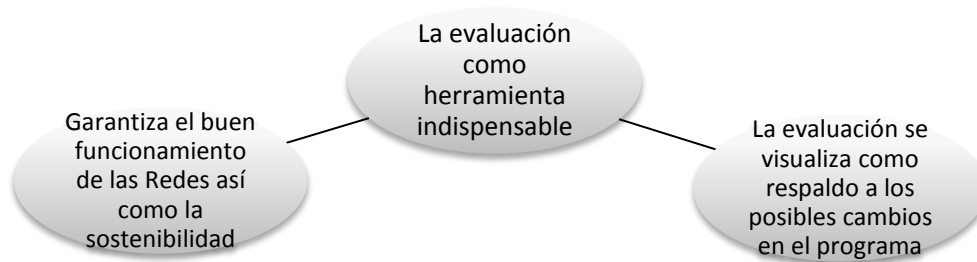 La evaluación
como
herramienta
indispensable
Garantiza el buen
funcionamiento
de las Redes así
como la
sostenibilidad
La evaluación se
visualiza como
respaldo a los
posibles cambios
en el programa